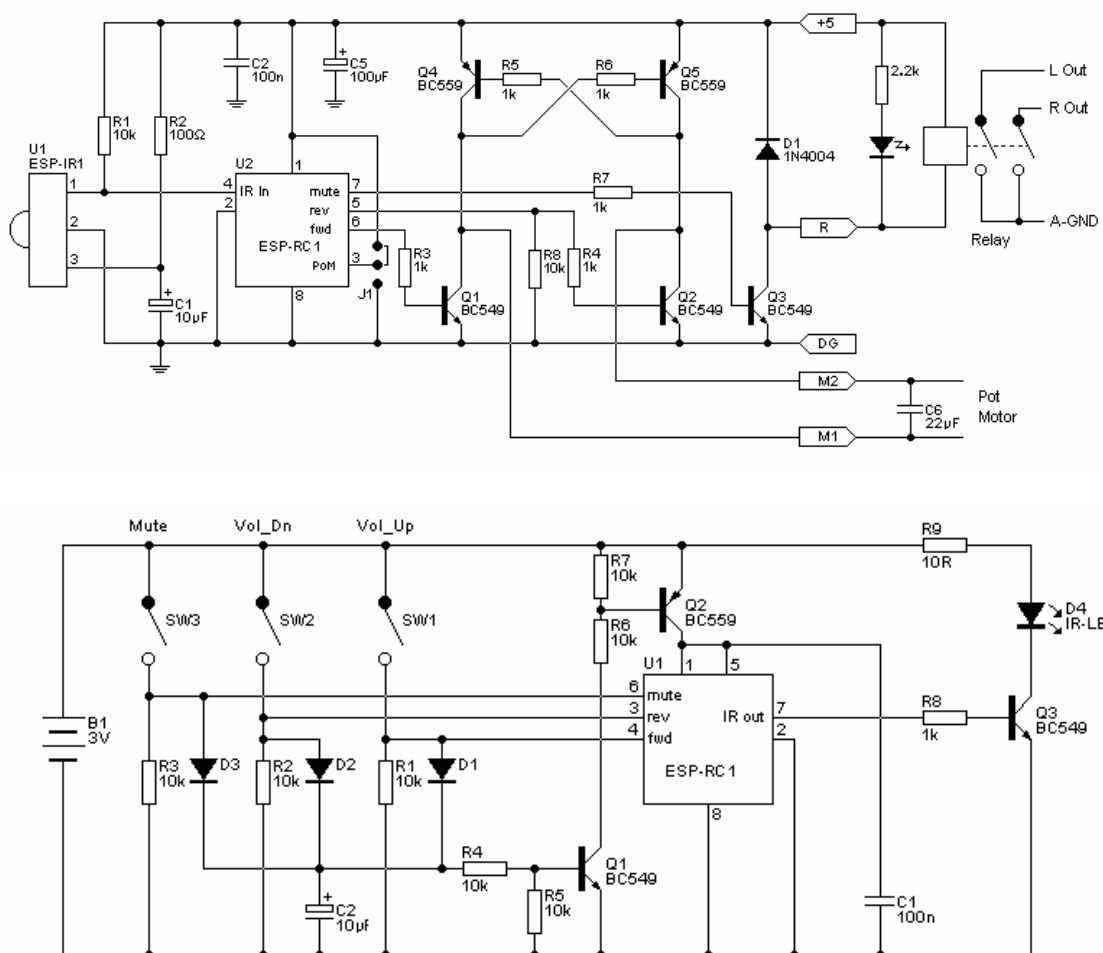 +5
C2
100n
C5
100µF
Q4
BC559
R5
1k
R6
1k
Q5
BC559
2.2k
L Out
R Out
R1
10k
R2
100Ω
D1
1N4004
U1
ESP-IR1
1
2
3
U2
1
4
2
IR In
mute
rev
fwd
PoM
ESP-RC1
7
5
6
3
8
R7
1k
R
A-GND
Relay
R3
1k
J1
R8
10k
R4
1k
Q1
BC549
Q2
BC549
Q3
BC549
C1
10µF
DG
M2
M1
C6
22µF
Pot
Motor
Mute
Vol_Dn
Vol_Up
R9
10R
SW3
SW2
SW1
R7
10k
R6
10k
Q2
BC559
D4
IR-LE
U1
1
5
6
3
4
mute
rev
fwd
IR out
7
2
ESP-RC1
8
R8
1k
Q3
BC549
B1
3V
R3
10k
D3
R2
10k
D2
R1
10k
D1
R4
10k
R5
10k
Q1
BC549
C2
10µF
C1
100n